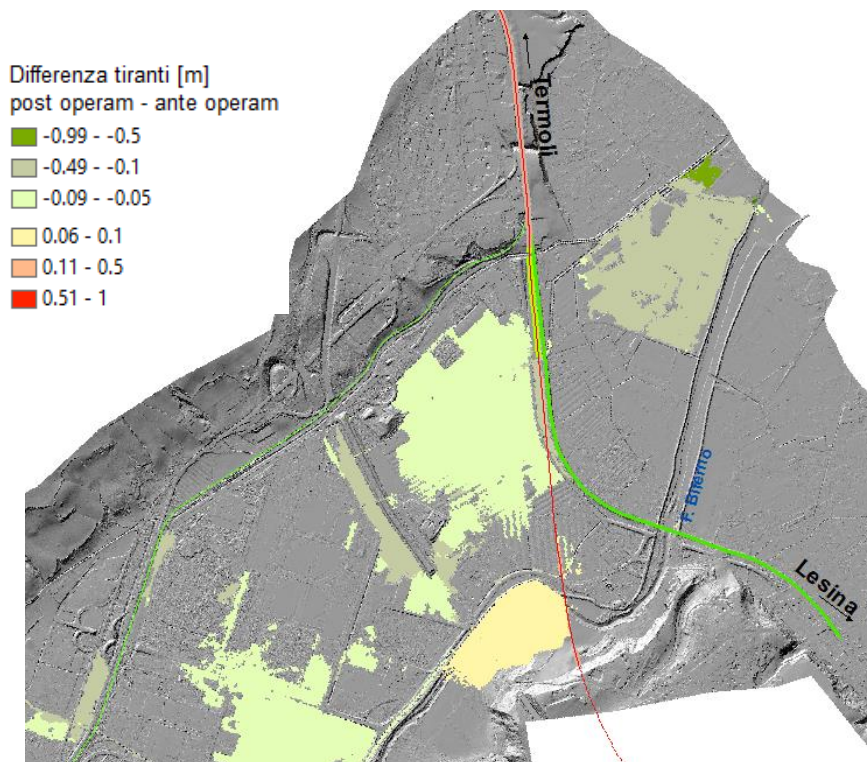 Differenza tiranti [m]
post operam - ante operam
-0.99 - -0.5
-0.49 - -0.1
-0.09 - -0.05
0.06 - 0.1
0.11 - 0.5
0.51 - 1
Termoli
F. Biferno
Lesina